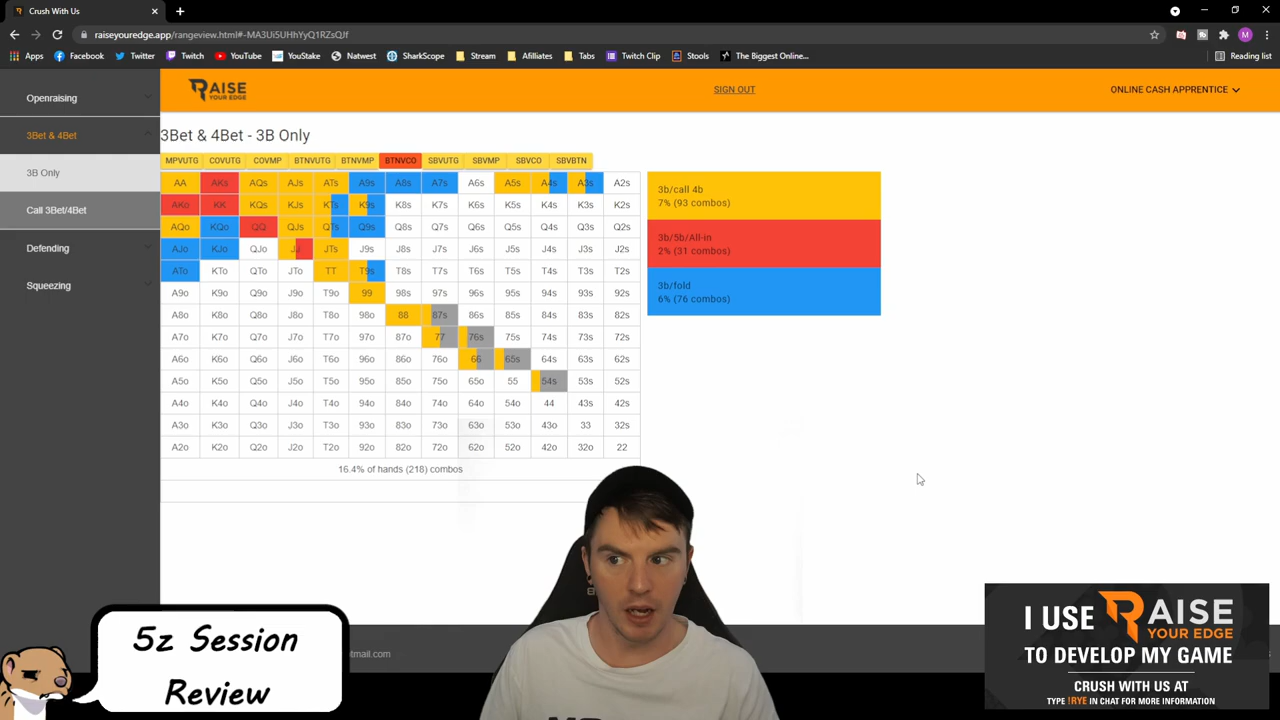 Crush With Us
raiseyouredge.app/rangeview.html#-MA3Ui5UHhYyQ1RZsQJf
Apps Facebook Twitter Twitch YouTube YouStake Natwest SharkScope Stream Afilliates Tabs Twitch Clip Stools The Biggest Onlin... Reading list
Openraising
3Bet & 4Bet
3B Only
Call 3Bet/4Bet
Defending
Squeezing
RAISE
YOUR EDGE
SIGN OUT
ONLINE CASH APPRENTICE
3Bet & 4Bet - 3B Only
MPVUTG COVUTG COVMP BTNVUTG BTNVMP BTNVCO SBVUTG SBVMP SBVCO SBVBTN
AA AKs AQs AJs ATs A9s A8s A7s A6s A5s A4s A3s A2s
AKo KK KQs KJs KTs K9s K8s K7s K6s K5s K4s K3s K2s
AQo KQo QQ QJs QTs Q9s Q8s Q7s Q6s Q5s Q4s Q3s Q2s
AJo KJo QJo JJ JTs J9s J8s J7s J6s J5s J4s J3s J2s
ATo KTo QTo JTo TT T9s T8s T7s T6s T5s T4s T3s T2s
A9o K9o Q9o J9o T9o 99 98s 97s 96s 95s 94s 93s 92s
A8o K8o Q8o J8o T8o 98o 88 87s 86s 85s 84s 83s 82s
A7o K7o Q7o J7o T7o 97o 87o 77 76s 75s 74s 73s 72s
A6o K6o Q6o J6o T6o 96o 86o 76o 66 65s 64s 63s 62s
A5o K5o Q5o J5o T5o 95o 85o 75o 65o 55 54s 53s 52s
A4o K4o Q4o J4o T4o 94o 84o 74o 64o 54o 44 43s 42s
A3o K3o Q3o J3o T3o 93o 83o 73o 63o 53o 43o 33 32s
A2o K2o Q2o J2o T2o 92o 82o 72o 62o 52o 42o 32o 22
16.4% of hands (218) combos
3b/call 4b
7% (93 combos)
3b/5b/All-in
2% (31 combos)
3b/fold
6% (76 combos)
5z Session
Review
otmail.com
I USE RAISE
YOUR EDGE
TO DEVELOP MY GAME
CRUSH WITH US AT
TYPE !RYE IN CHAT FOR MORE INFORMATION